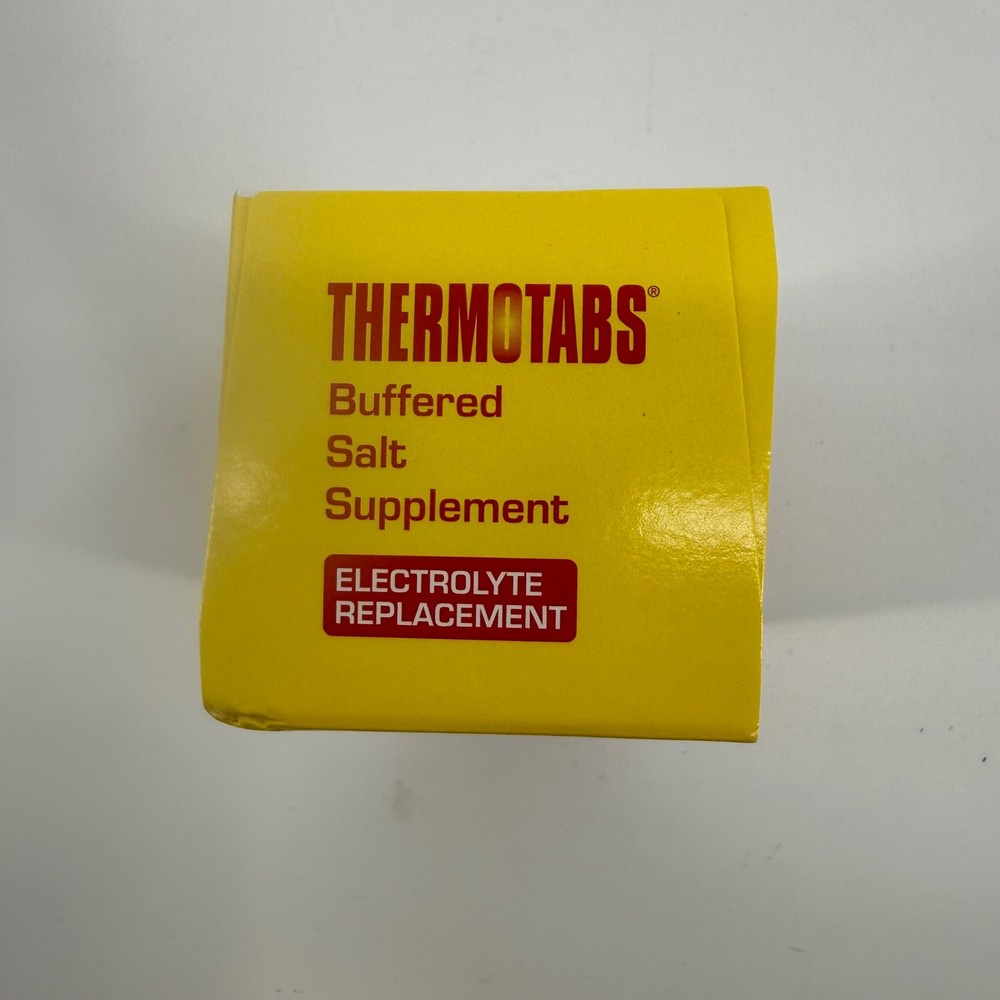 THERMOTABS®
Buffered
Salt
Supplement
ELECTROLYTE
REPLACEMENT